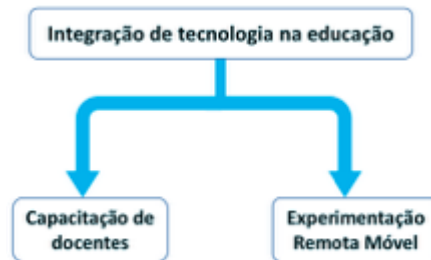 Integração de tecnologia na educação
Capacitação de
docentes
Experimentação
Remota Móvel